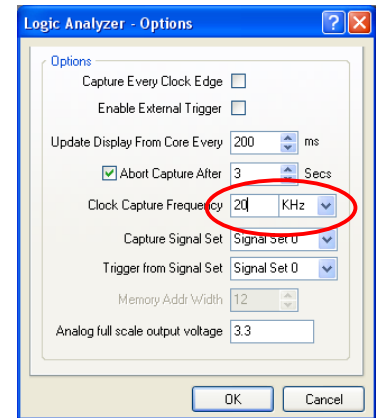 Logic Analyzer - Options
Options
Capture Every Clock Edge
Enable External Trigger
Update Display From Core Every 200 ms
Abort Capture After 3 Secs
Clock Capture Frequency 20 KHz
Capture Signal Set Signal Set 0
Trigger from Signal Set Signal Set 0
Memory Addr Width 12
Analog full scale output voltage 3.3
OK Cancel